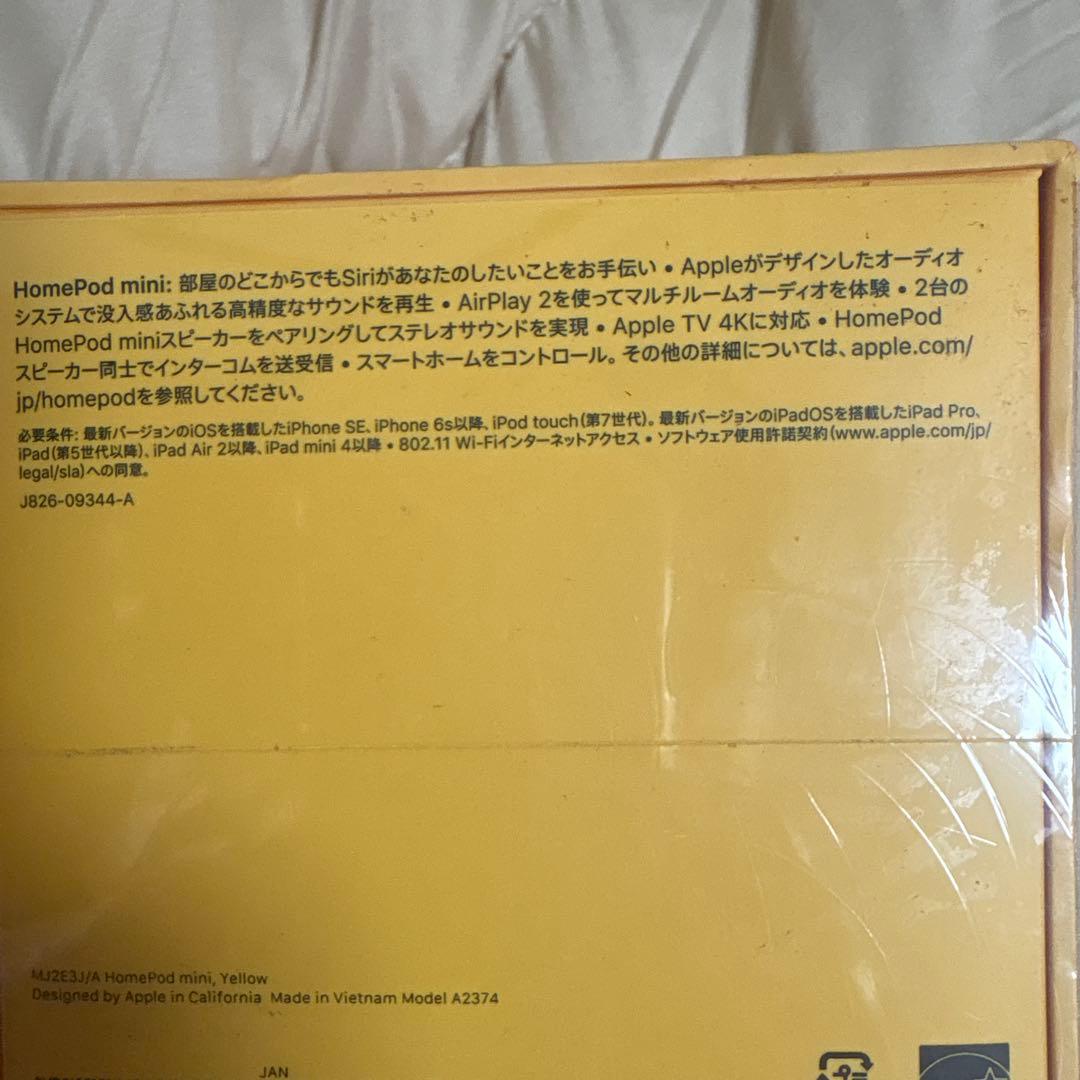 HomePod mini: 部屋のどこからでもSiriがあなたのしたいことをお手伝い • Appleがデザインしたオーディオ
システムで没入感あふれる高精度なサウンドを再生 • AirPlay 2を使ってマルチルームオーディオを体験 • 2台の
HomePod miniスピーカーをペアリングしてステレオサウンドを実現 • Apple TV 4Kに対応 • HomePod
スピーカー同士でインターコムを送受信 • スマートホームをコントロール。その他の詳細については、apple.com/
jp/homepodを参照してください。
必要条件: 最新バージョンのiOSを搭載したiPhone SE、iPhone 6s以降、iPod touch（第7世代）。最新バージョンのiPadOSを搭載したiPad Pro、
iPad（第5世代以降）、iPad Air 2以降、iPad mini 4以降 • 802.11 Wi-Fiインターネットアクセス • ソフトウェア使用許諾契約（www.apple.com/jp/
legal/sla）への同意。
J826-09344-A
MJ2E3J/A HomePod mini, Yellow
Designed by Apple in California Made in Vietnam Model A2374
JAN